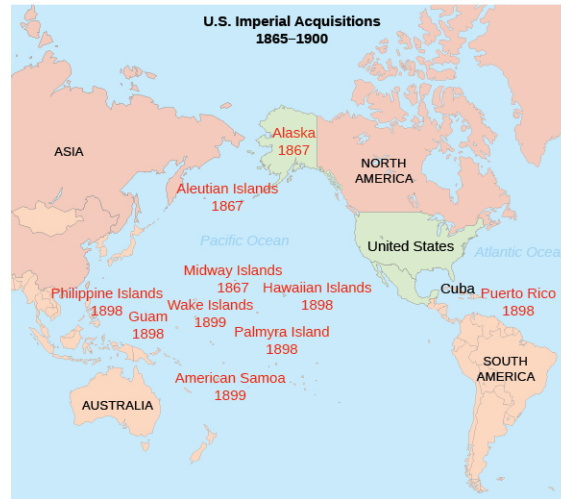 U.S. Imperial Acquisitions
1865–1900
Alaska
1867
ASIA
NORTH
AMERICA
Aleutian Islands
1867
Pacific Ocean
United States
Atlantic Ocea
Midway Islands
1867
Hawaiian Islands
1898
Cuba
Puerto Rico
1898
Philippine Islands
1898
Guam
1898
Wake Islands
1899
Palmyra Island
1898
SOUTH
AMERICA
American Samoa
1899
AUSTRALIA